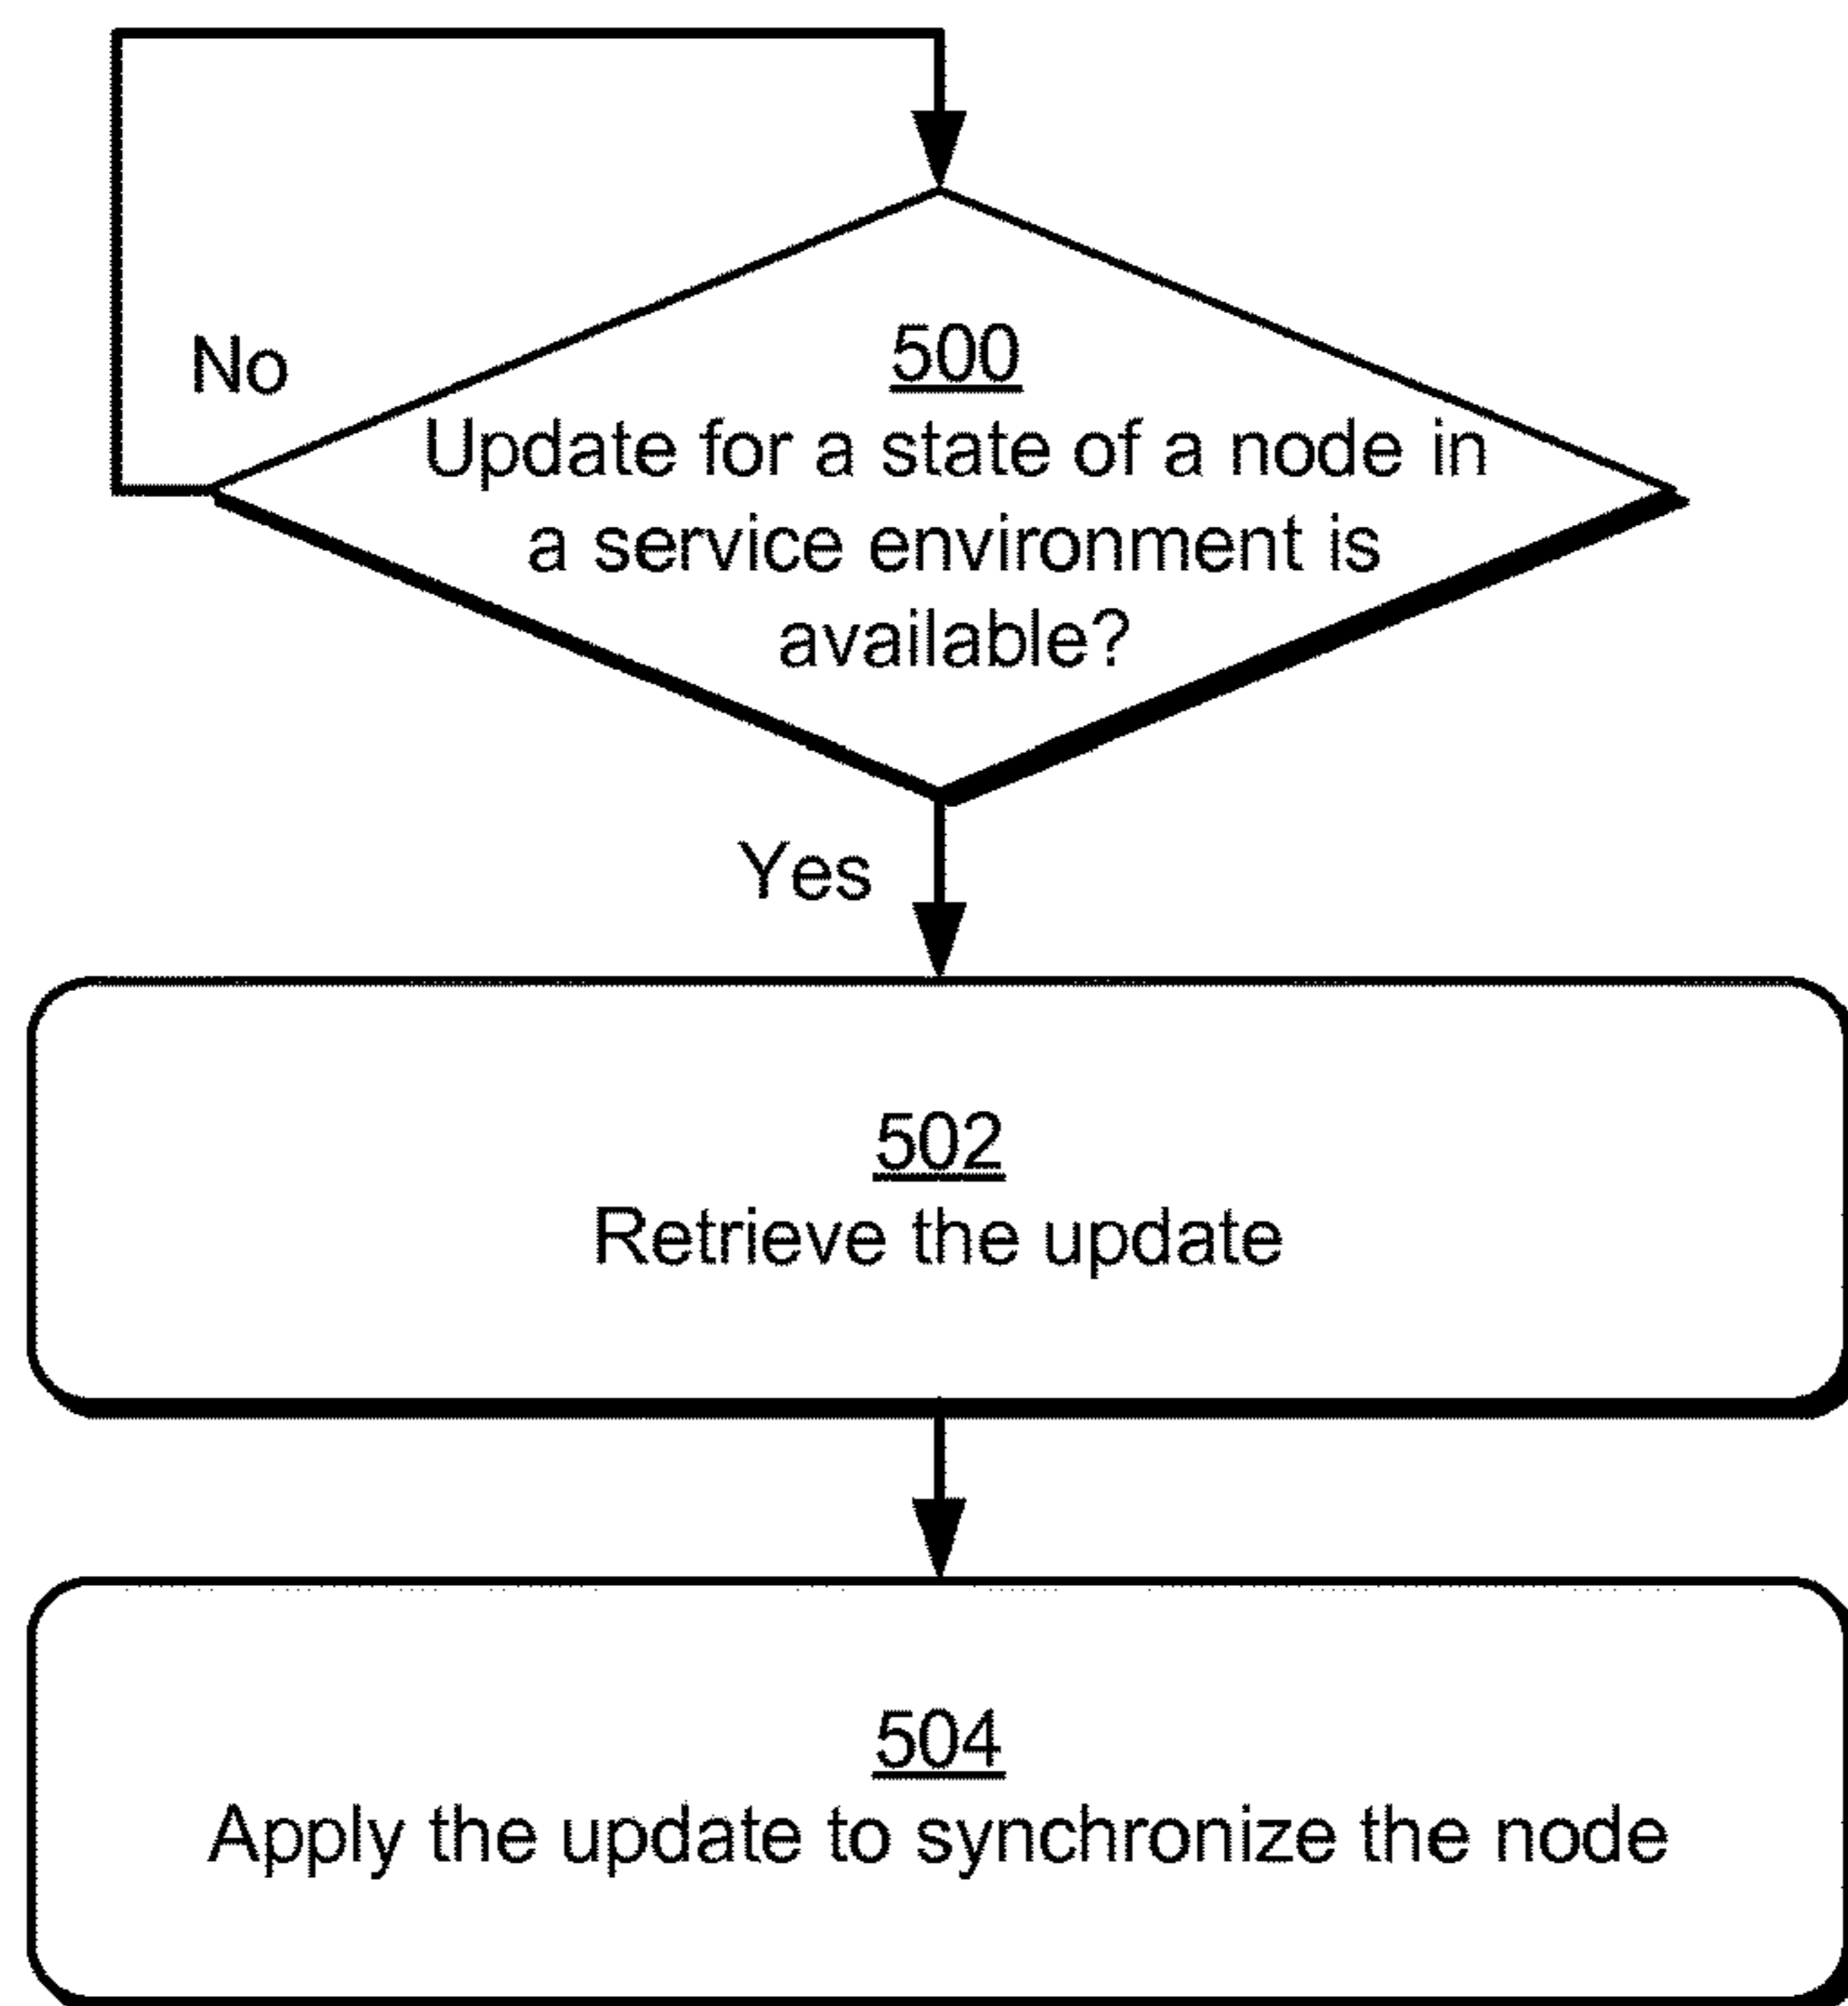 No
500
Update for a state of a node in
a service environment is
available?
Yes
502
Retrieve the update
504
Apply the update to synchronize the node